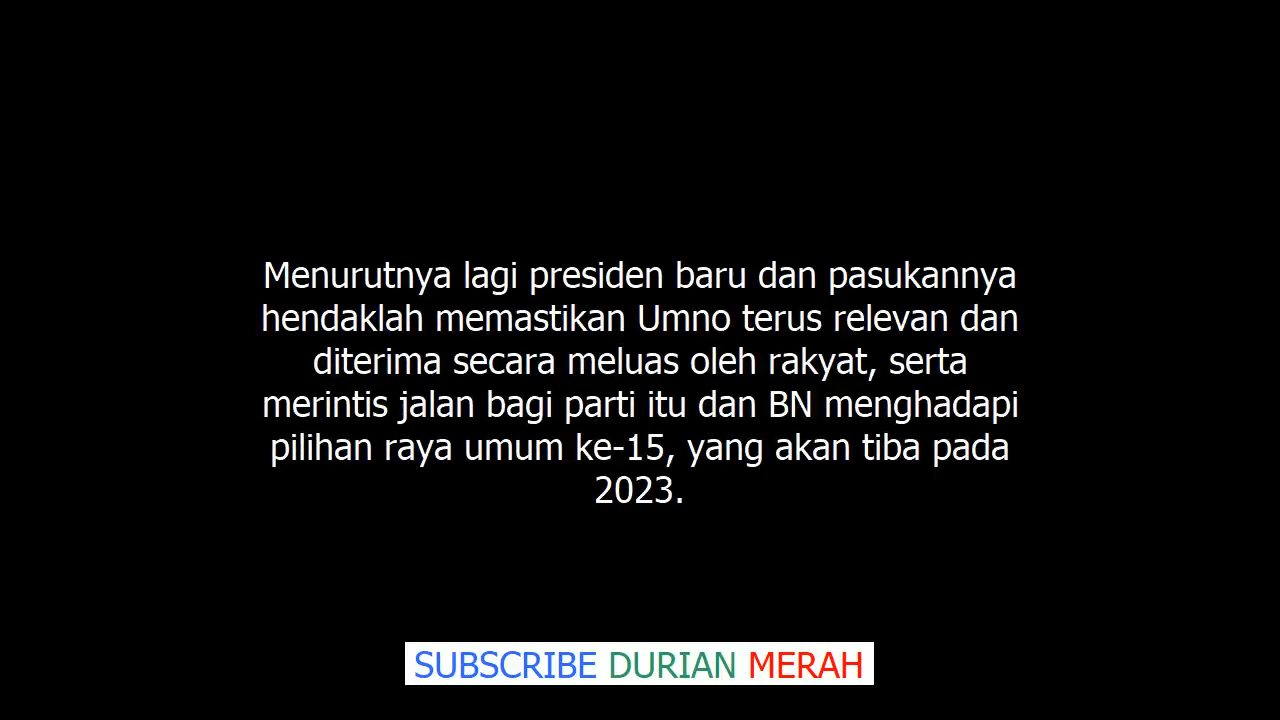 Menurutnya lagi presiden baru dan pasukannya
hendaklah memastikan Umno terus relevan dan
diterima secara meluas oleh rakyat, serta
merintis jalan bagi parti itu dan BN menghadapi
pilihan raya umum ke-15, yang akan tiba pada
2023.
SUBSCRIBE DURIAN MERAH